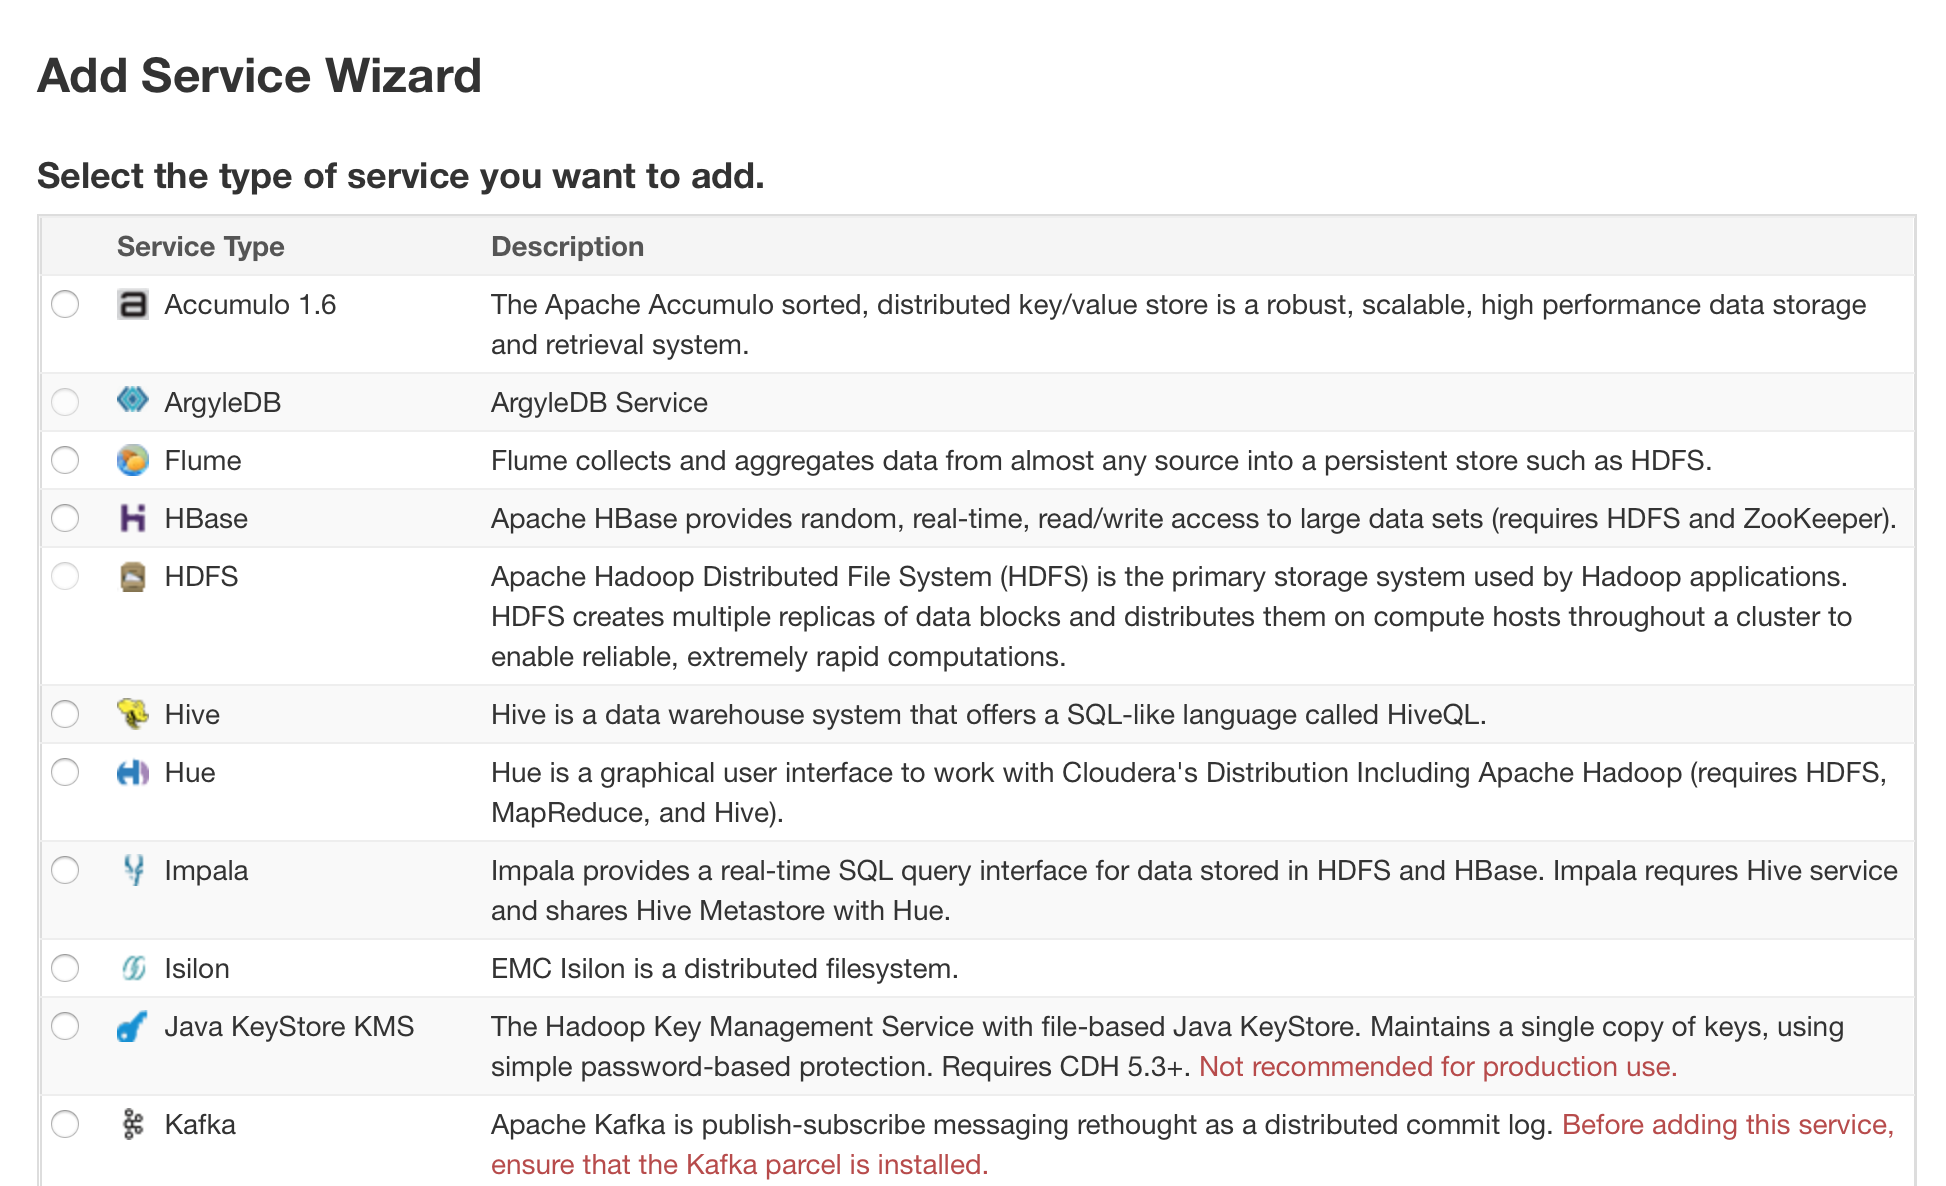 Add Service Wizard
Select the type of service you want to add.
Service Type Description
Accumulo 1.6 The Apache Accumulo sorted, distributed key/value store is a robust, scalable, high performance data storage
and retrieval system.
ArgyleDB ArgyleDB Service
Flume Flume collects and aggregates data from almost any source into a persistent store such as HDFS.
HBase Apache HBase provides random, real-time, read/write access to large data sets (requires HDFS and ZooKeeper).
HDFS Apache Hadoop Distributed File System (HDFS) is the primary storage system used by Hadoop applications.
HDFS creates multiple replicas of data blocks and distributes them on compute hosts throughout a cluster to
enable reliable, extremely rapid computations.
Hive Hive is a data warehouse system that offers a SQL-like language called HiveQL.
Hue Hue is a graphical user interface to work with Cloudera's Distribution Including Apache Hadoop (requires HDFS,
MapReduce, and Hive).
Impala Impala provides a real-time SQL query interface for data stored in HDFS and HBase. Impala requres Hive service
and shares Hive Metastore with Hue.
Isilon EMC Isilon is a distributed filesystem.
Java KeyStore KMS The Hadoop Key Management Service with file-based Java KeyStore. Maintains a single copy of keys, using
simple password-based protection. Requires CDH 5.3+. Not recommended for production use.
Kafka Apache Kafka is publish-subscribe messaging rethought as a distributed commit log. Before adding this service,
ensure that the Kafka parcel is installed.